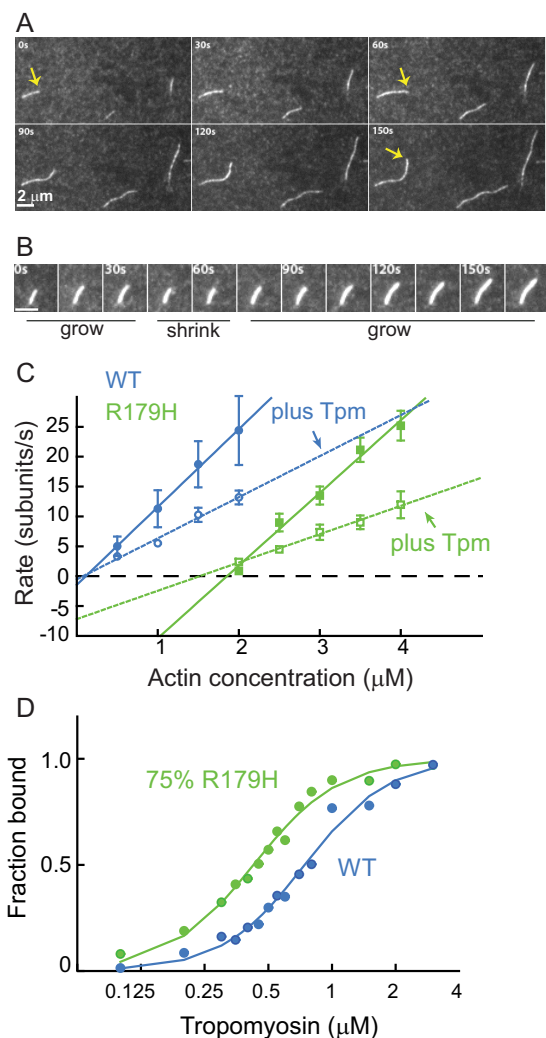 A
0s 30s 60s
90s 120s 150s
2 μm
B
0s 30s 60s 90s 120s 150s
grow shrink grow
C
WT
R179H
plus Tpm
plus Tpm
Rate (subunits/s)
25
20
15
10
5
0
-5
-10
1 2 3 4
Actin concentration (μM)
D
75% R179H
WT
Fraction bound
1.0
0.5
0
0.125 0.25 0.5 1 2 4
Tropomyosin (μM)